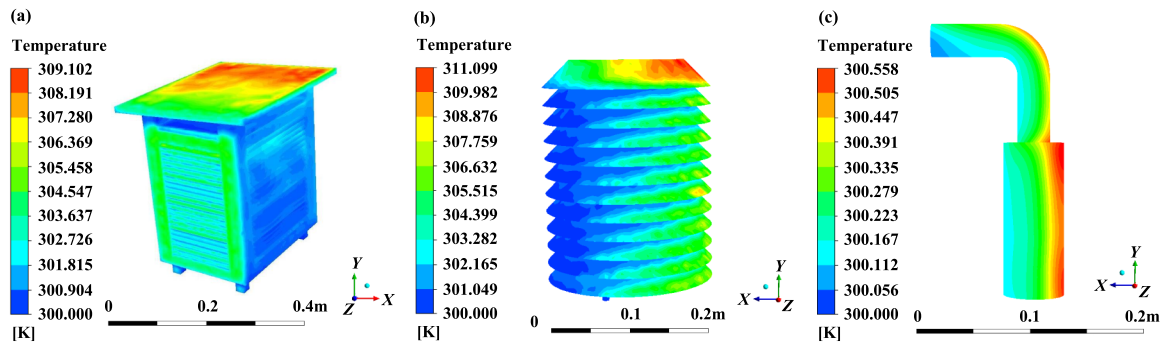 (a)
Temperature
309.102
308.191
307.280
306.369
305.458
304.547
303.637
302.726
301.815
300.904
300.000
[K]
0 0.2 0.4m
Y
Z X
(b)
Temperature
311.099
309.982
308.876
307.759
306.632
305.515
304.399
303.282
302.165
301.049
300.000
[K]
0 0.1 0.2m
Y
X Z
(c)
Temperature
300.558
300.505
300.447
300.391
300.335
300.279
300.223
300.167
300.112
300.056
300.000
[K]
0 0.1 0.2m
Y
X Z